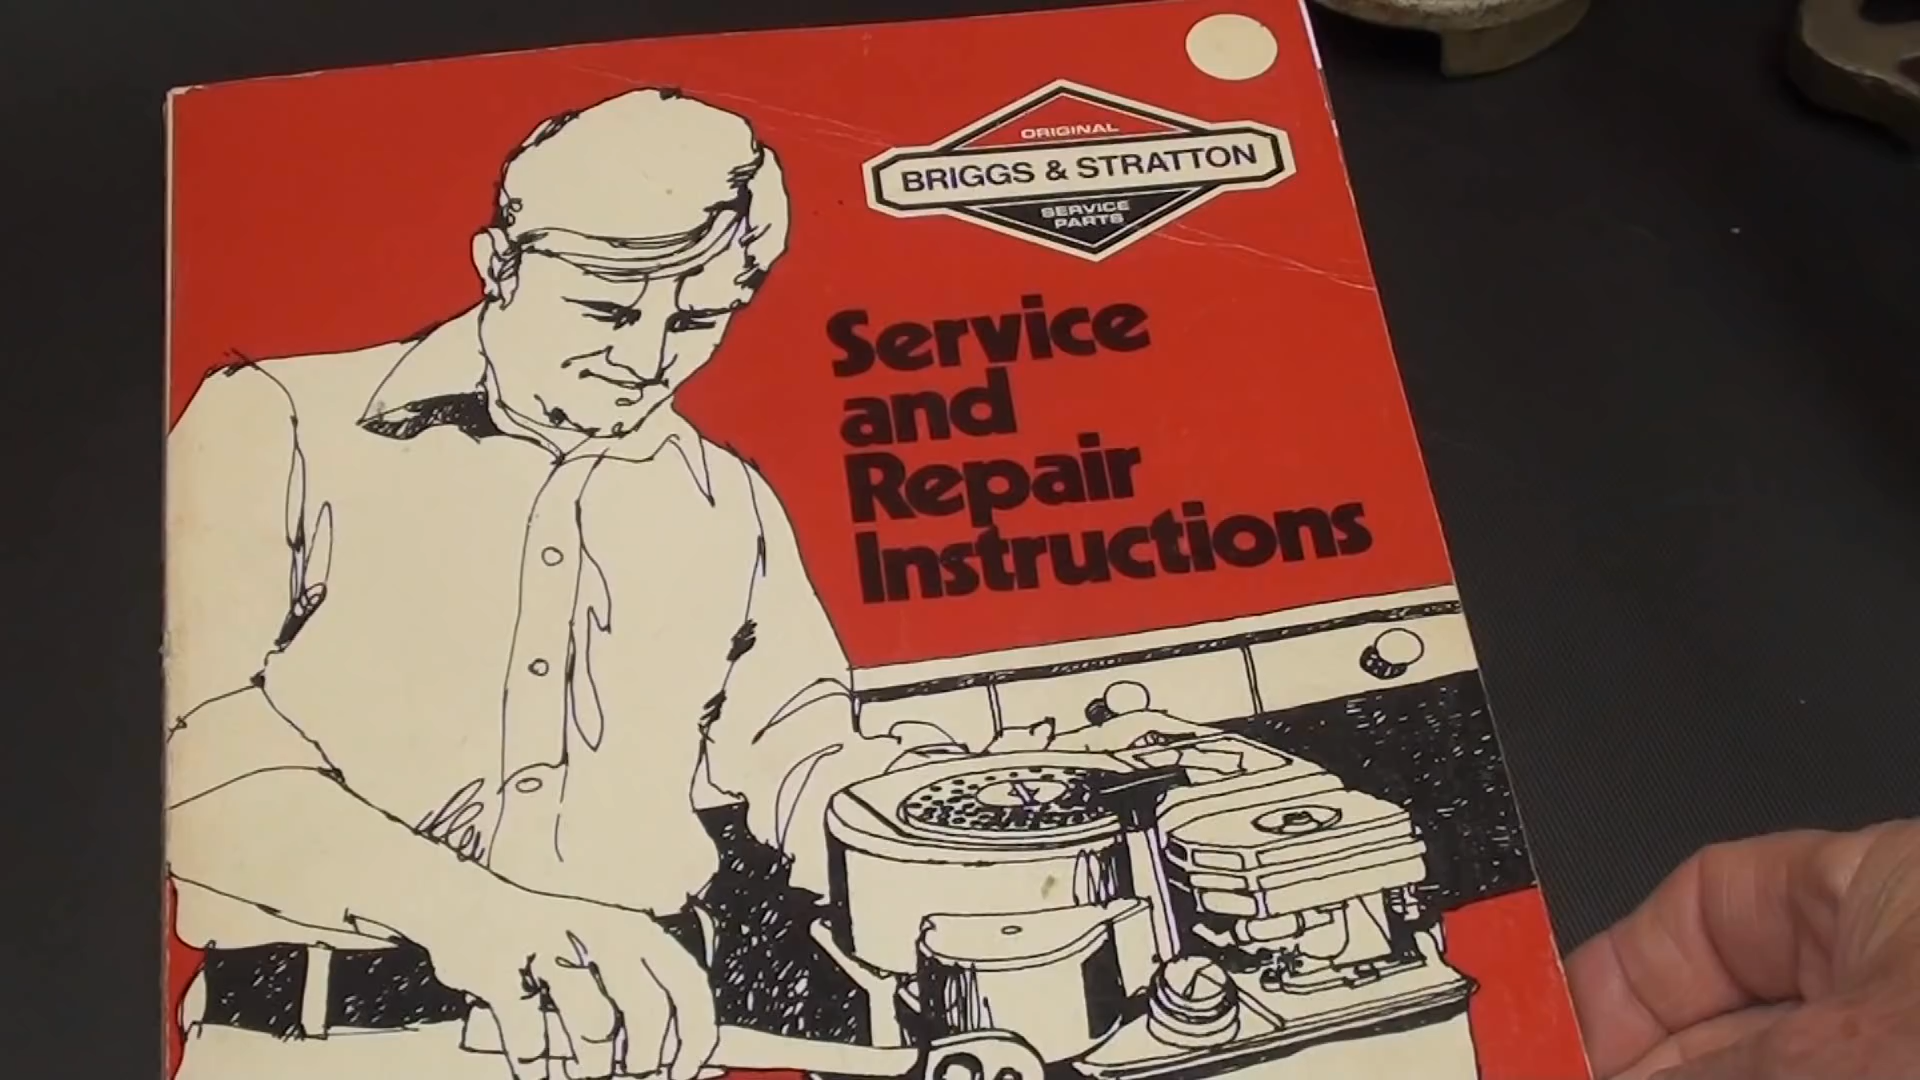 ORIGINAL
BRIGGS & STRATTON
SERVICE
PARTS
Service
and
Repair
Instructions